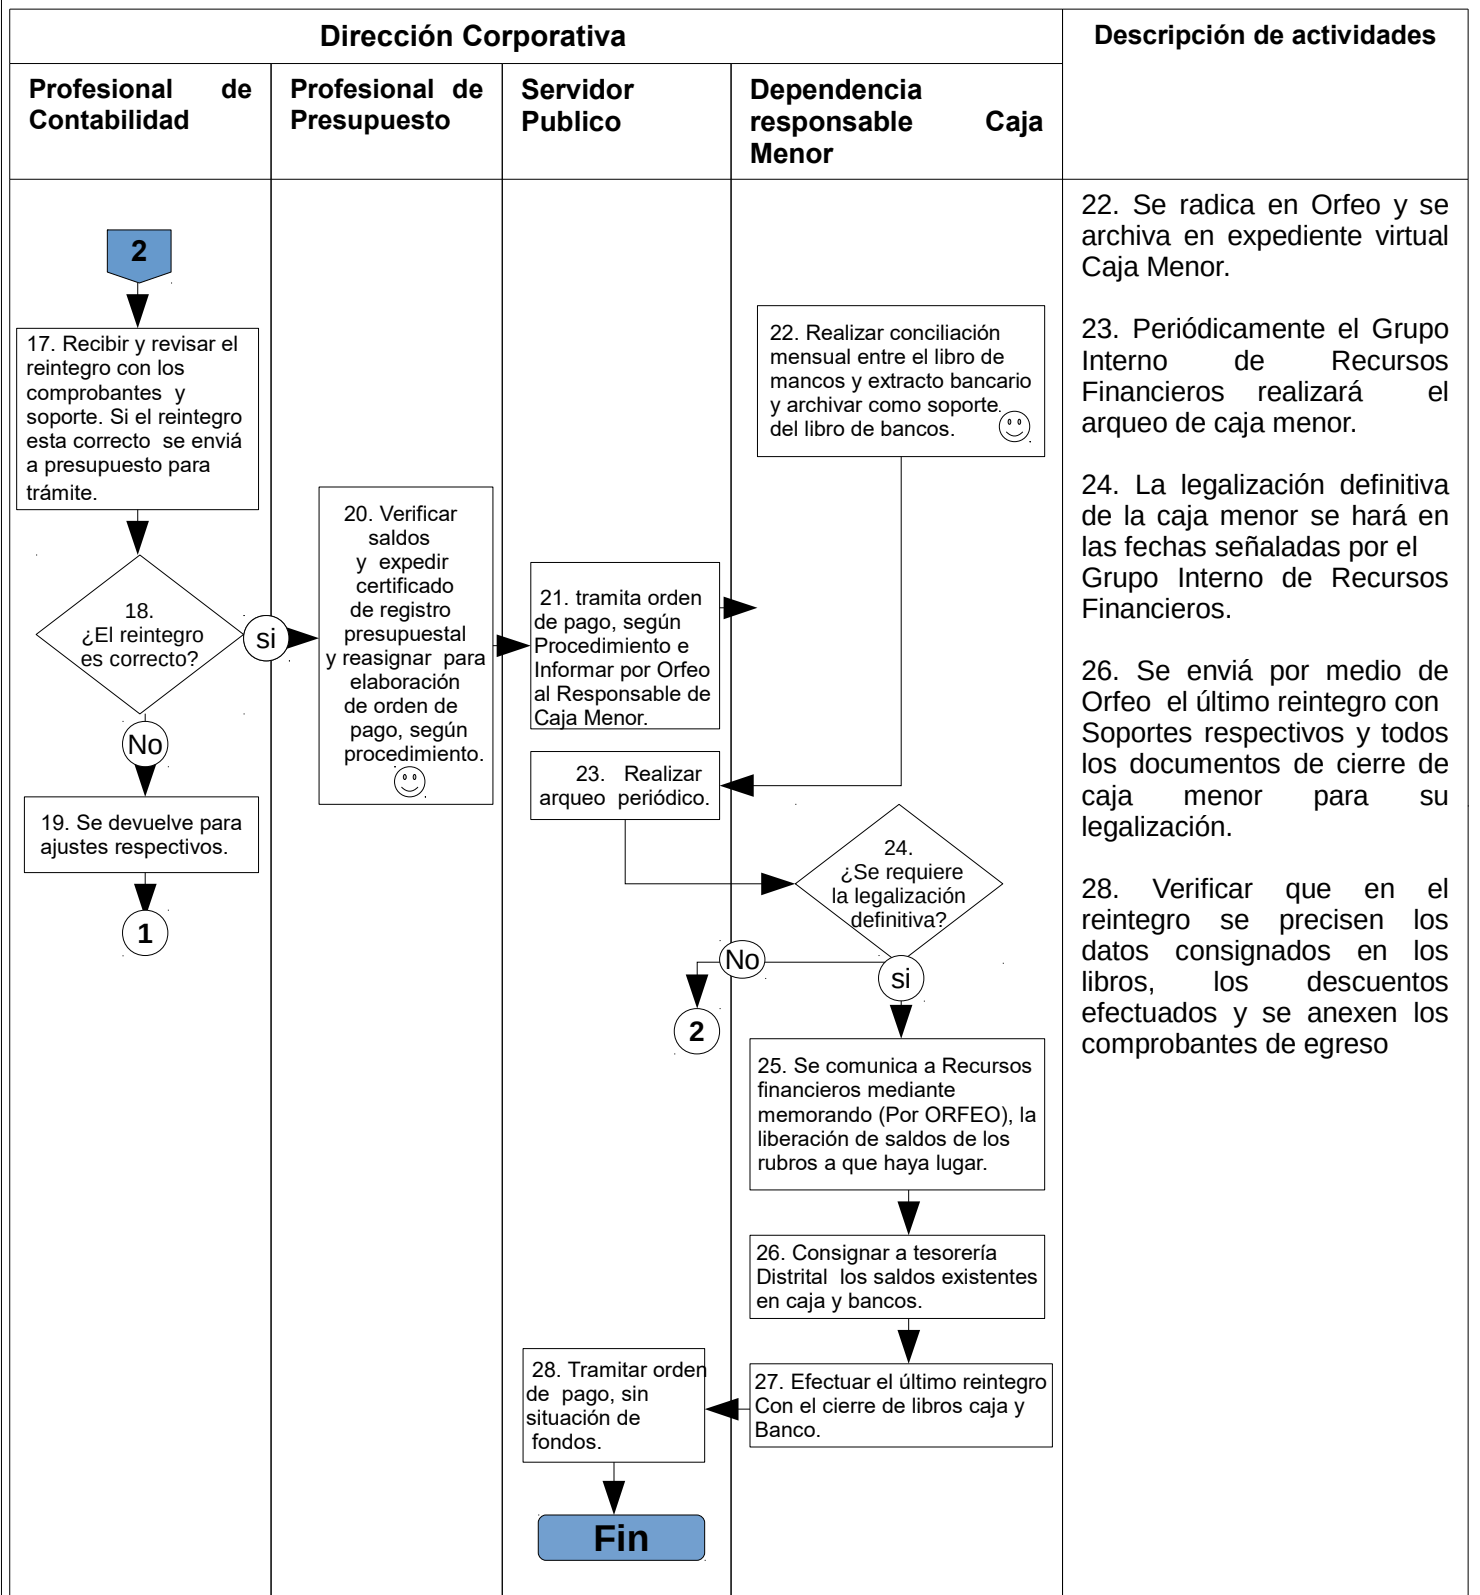 Dirección Corporativa
Descripción de actividades
Profesional de
Contabilidad
Profesional de
Presupuesto
Servidor
Publico
Dependencia
responsable Caja
Menor
2
17. Recibir y revisar el
reintegro con los
comprobantes y
soporte. Si el reintegro
esta correcto se enviá
a presupuesto para
trámite.
18.
¿El reintegro
es correcto?
si
No
19. Se devuelve para
ajustes respectivos.
1
20. Verificar
saldos
y expedir
certificado
de registro
presupuestal
y reasignar para
elaboración
de orden de
pago, según
procedimiento.
21. tramita orden
de pago, según
Procedimiento e
Informar por Orfeo
al Responsable de
Caja Menor.
22. Realizar conciliación
mensual entre el libro de
mancos y extracto bancario
y archivar como soporte
del libro de bancos.
23. Realizar
arqueo periódico.
24.
¿Se requiere
la legalización
definitiva?
No
si
2
25. Se comunica a Recursos
financieros mediante
memorando (Por ORFEO), la
liberación de saldos de los
rubros a que haya lugar.
26. Consignar a tesorería
Distrital los saldos existentes
en caja y bancos.
27. Efectuar el último reintegro
Con el cierre de libros caja y
Banco.
28. Tramitar orden
de pago, sin
situación de
fondos.
Fin
22. Se radica en Orfeo y se
archiva en expediente virtual
Caja Menor.
23. Periódicamente el Grupo
Interno de Recursos
Financieros realizará el
arqueo de caja menor.
24. La legalización definitiva
de la caja menor se hará en
las fechas señaladas por el
Grupo Interno de Recursos
Financieros.
26. Se enviá por medio de
Orfeo el último reintegro con
Soportes respectivos y todos
los documentos de cierre de
caja menor para su
legalización.
28. Verificar que en el
reintegro se precisen los
datos consignados en los
libros, los descuentos
efectuados y se anexen los
comprobantes de egreso